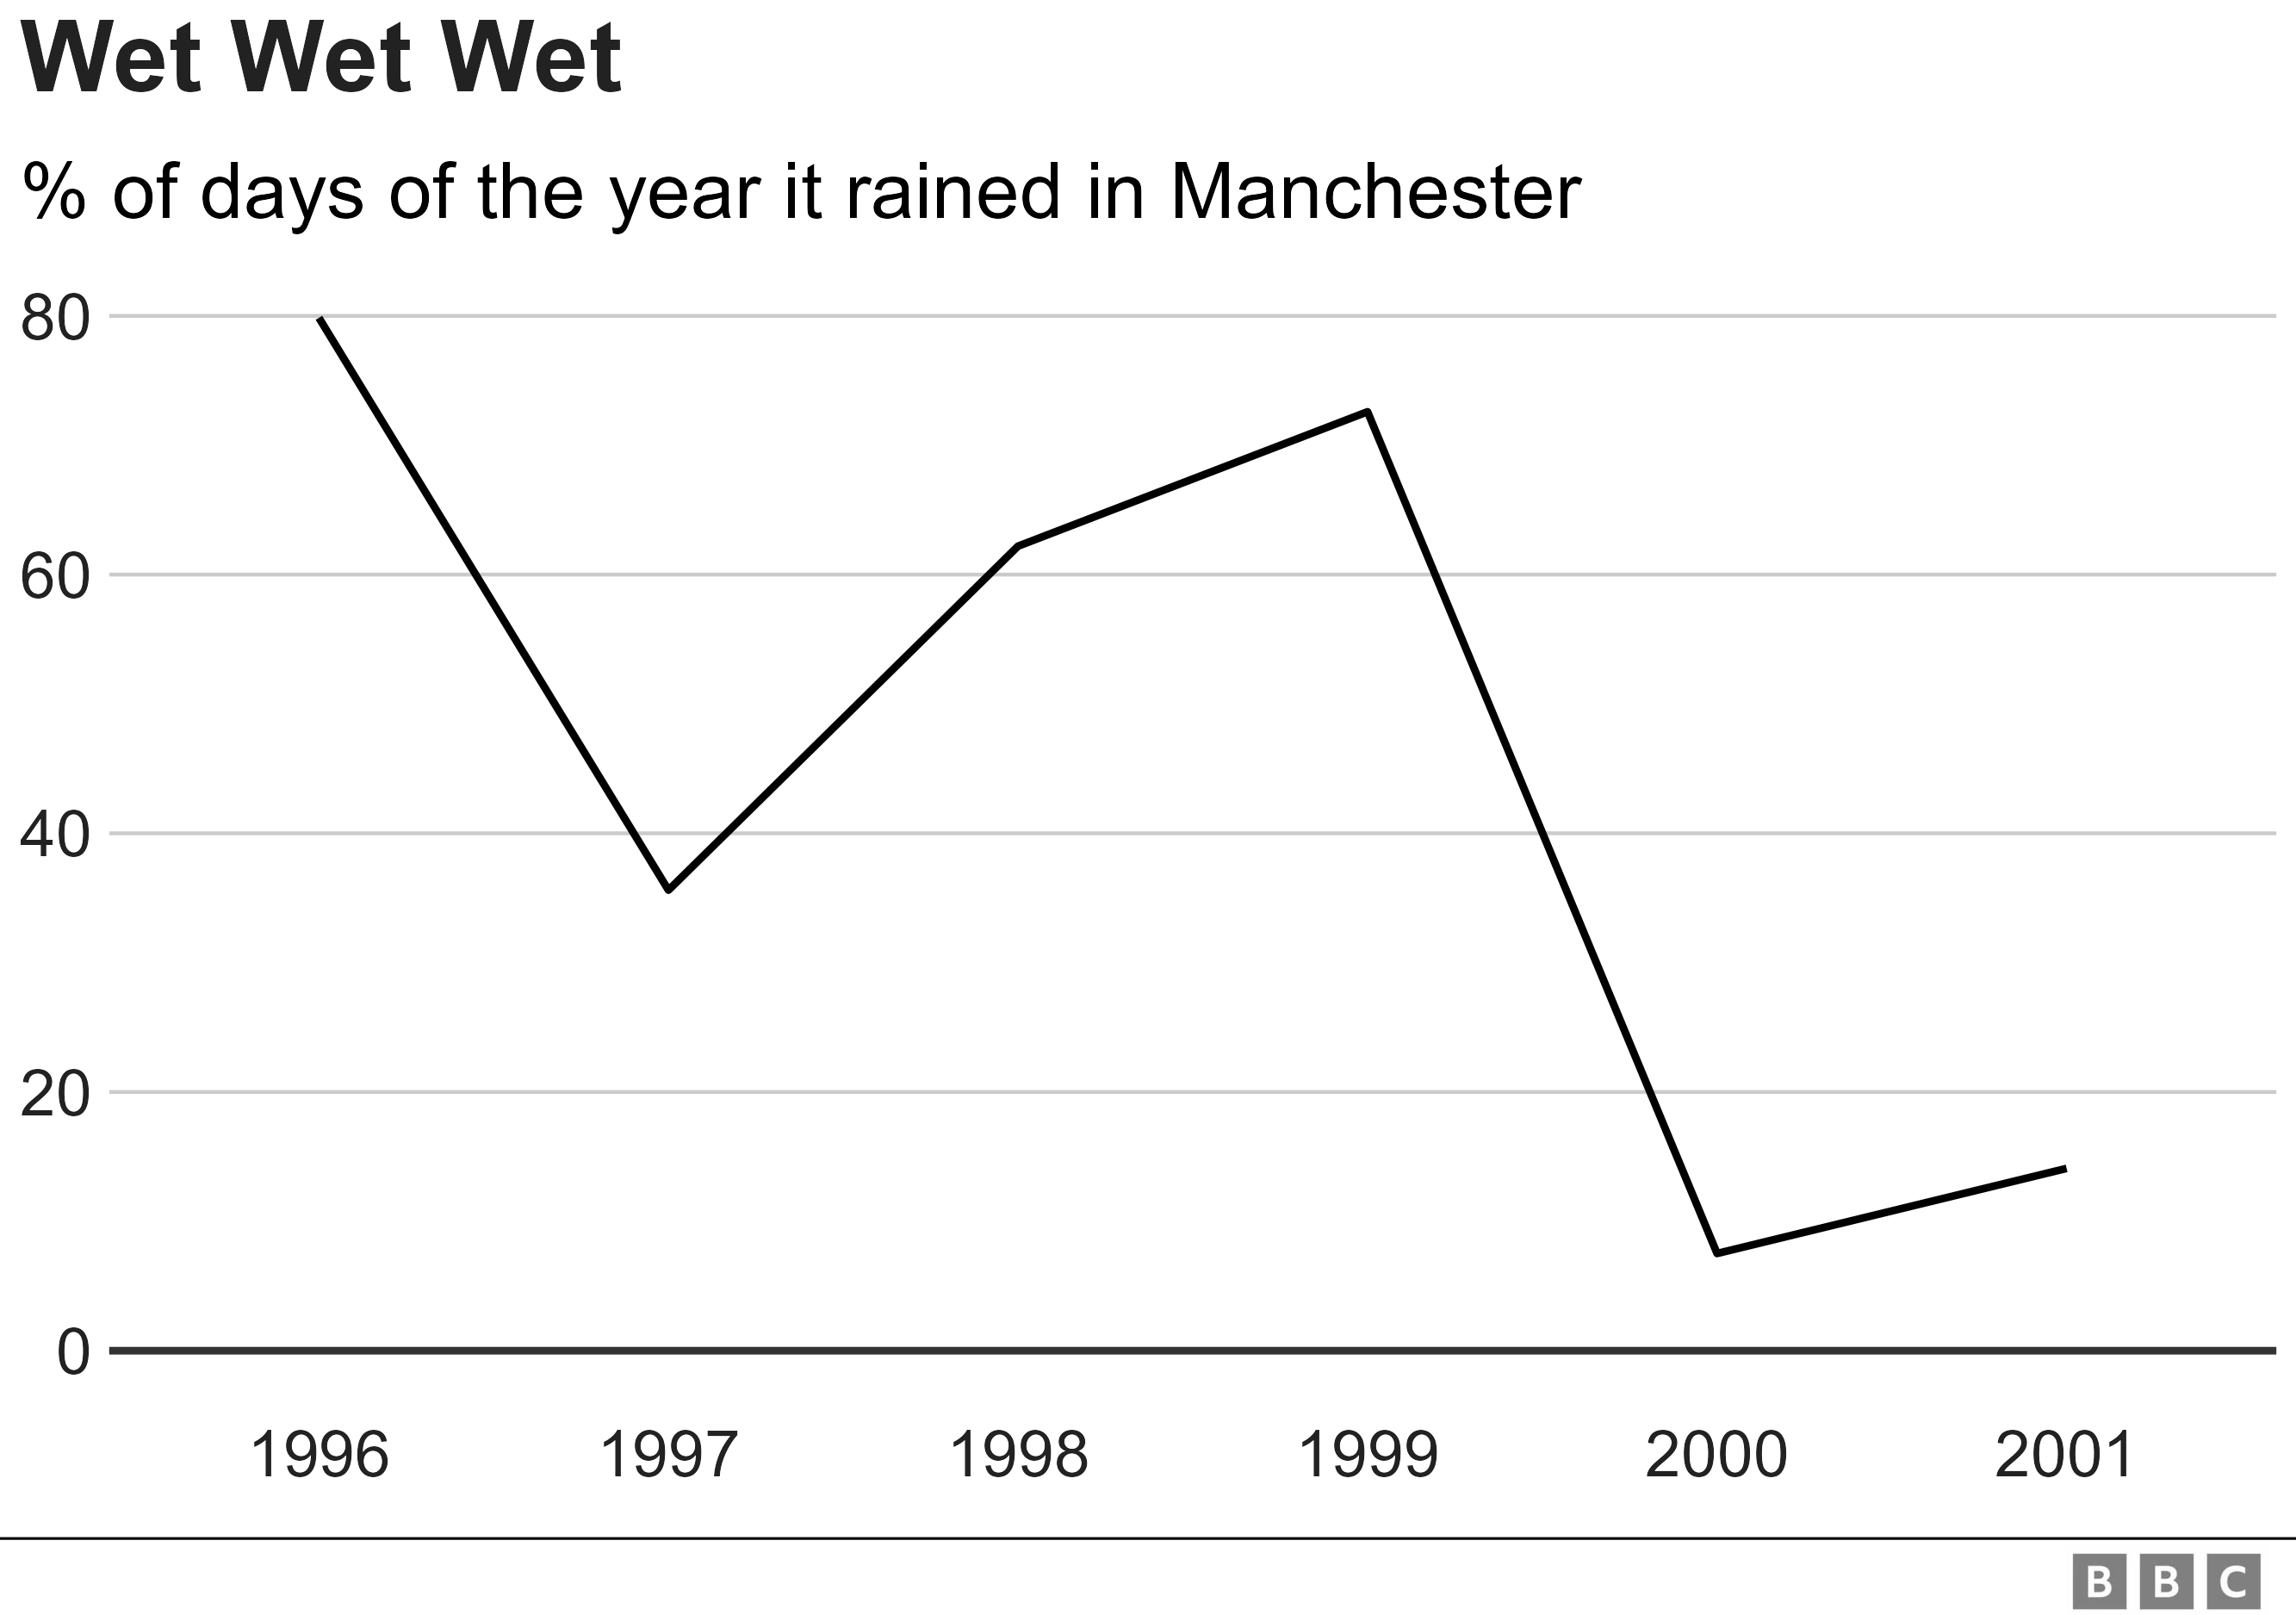 Wet Wet Wet
% of days of the year it rained in Manchester
80
60
40
20
0
1996 1997 1998 1999 2000 2001
BBC